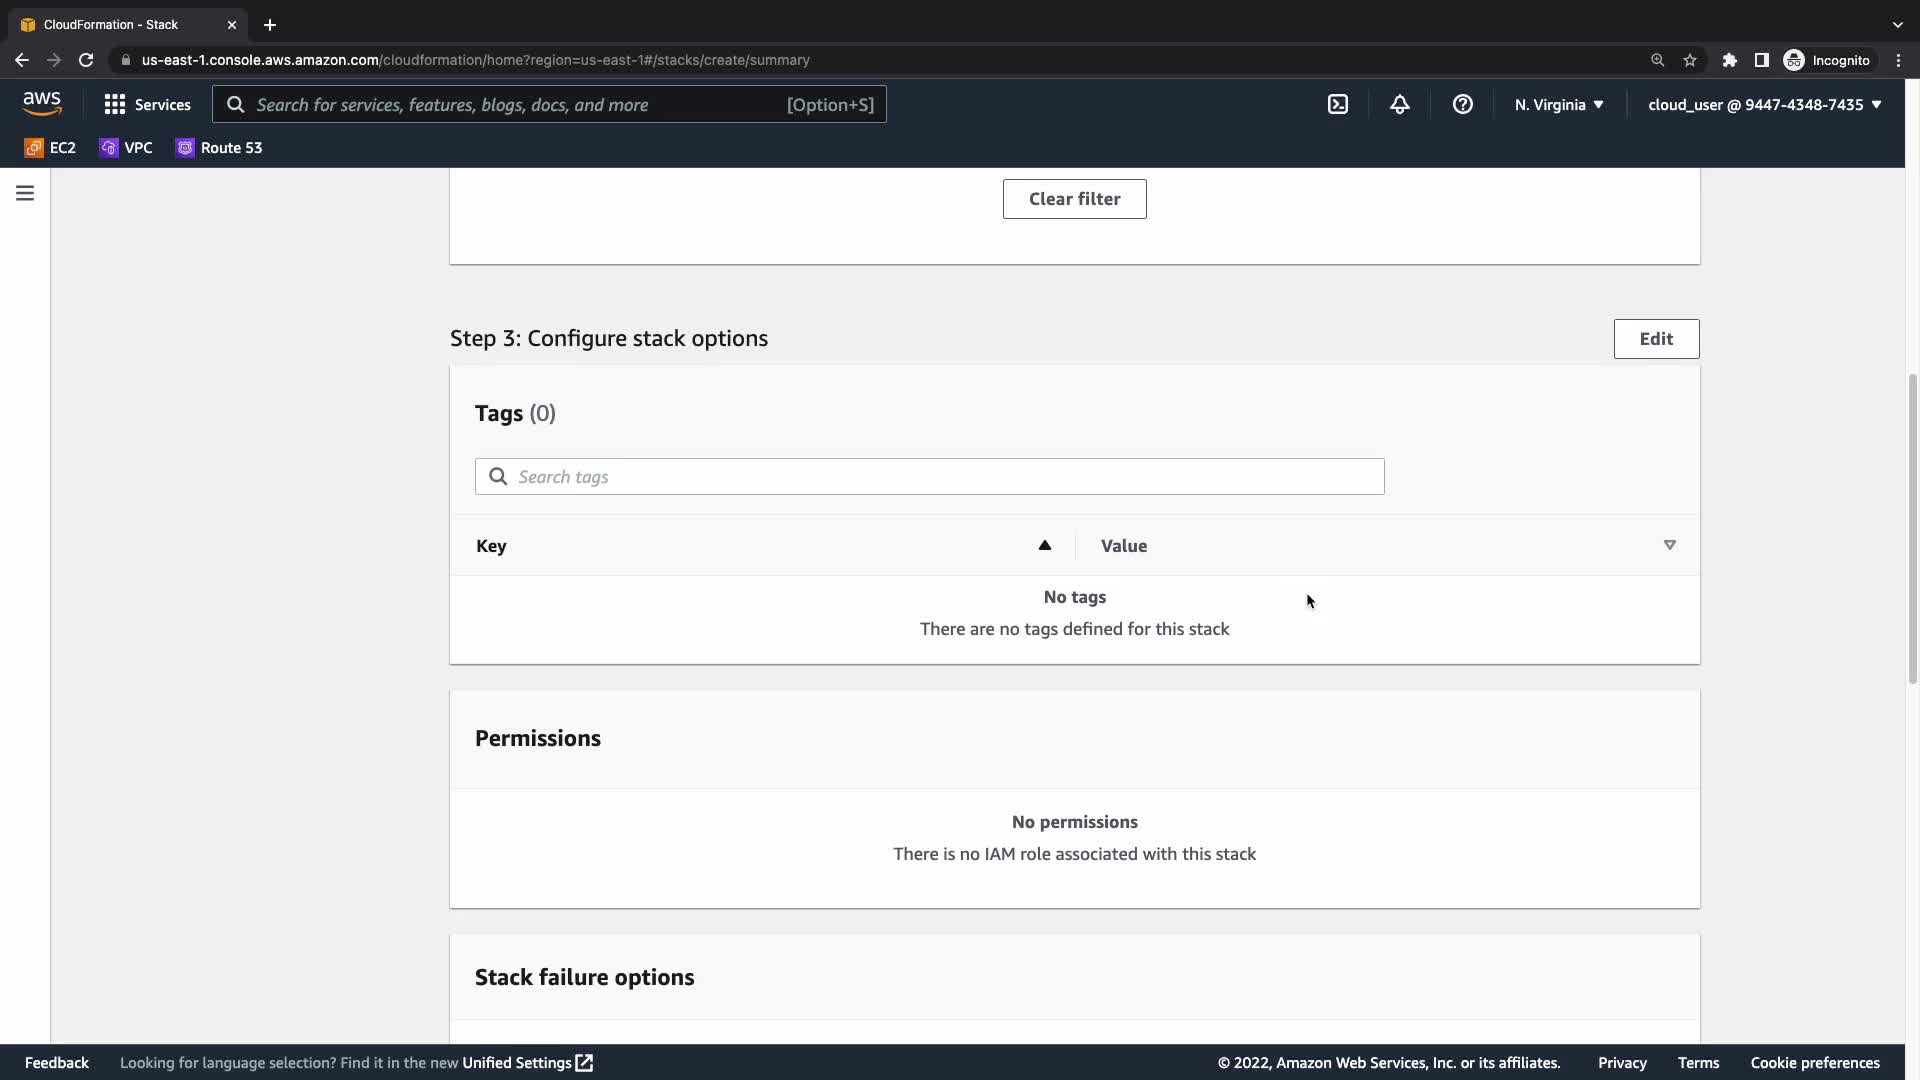 CloudFormation - Stack
us-east-1.console.aws.amazon.com/cloudformation/home?region=us-east-1#/stacks/create/summary
Incognito
aws
Services
Search for services, features, blogs, docs, and more
[Option+S]
N. Virginia
cloud_user @ 9447-4348-7435
EC2
VPC
Route 53
Clear filter
Step 3: Configure stack options
Edit
Tags (0)
Search tags
Key
Value
No tags
There are no tags defined for this stack
Permissions
No permissions
There is no IAM role associated with this stack
Stack failure options
Feedback
Looking for language selection? Find it in the new Unified Settings
© 2022, Amazon Web Services, Inc. or its affiliates.
Privacy
Terms
Cookie preferences